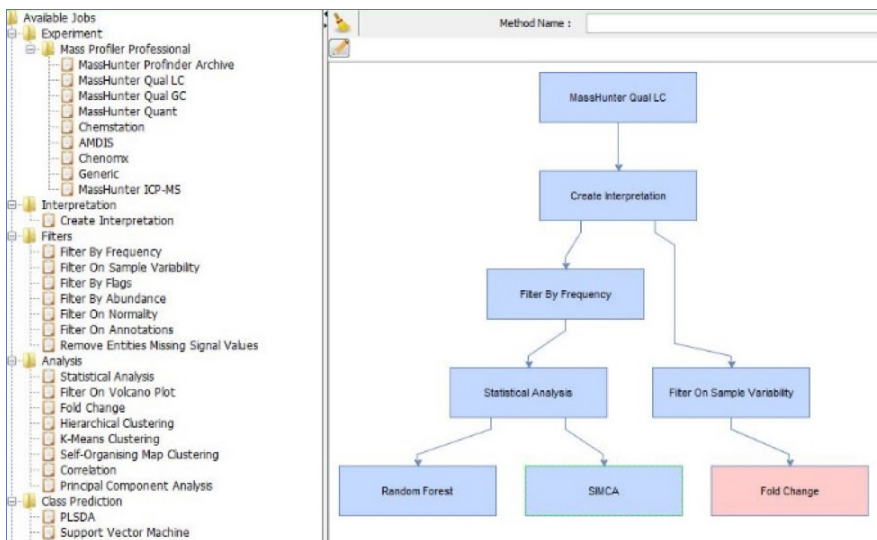 Available Jobs
Experiment
Mass Profiler Professional
MassHunter Profinder Archive
MassHunter Qual LC
MassHunter Qual GC
MassHunter Quant
Chemstation
AMDIS
Chenomx
Generic
MassHunter ICP-MS
Interpretation
Create Interpretation
Filters
Filter By Frequency
Filter On Sample Variability
Filter By Flags
Filter By Abundance
Filter On Normality
Filter On Annotations
Remove Entities Missing Signal Values
Analysis
Statistical Analysis
Filter On Volcano Plot
Fold Change
Hierarchical Clustering
K-Means Clustering
Self-Organising Map Clustering
Correlation
Principal Component Analysis
Class Prediction
PLSDA
Support Vector Machine
Method Name :
MassHunter Qual LC
Create Interpretation
Filter By Frequency
Statistical Analysis
Filter On Sample Variability
Random Forest
SIMCA
Fold Change